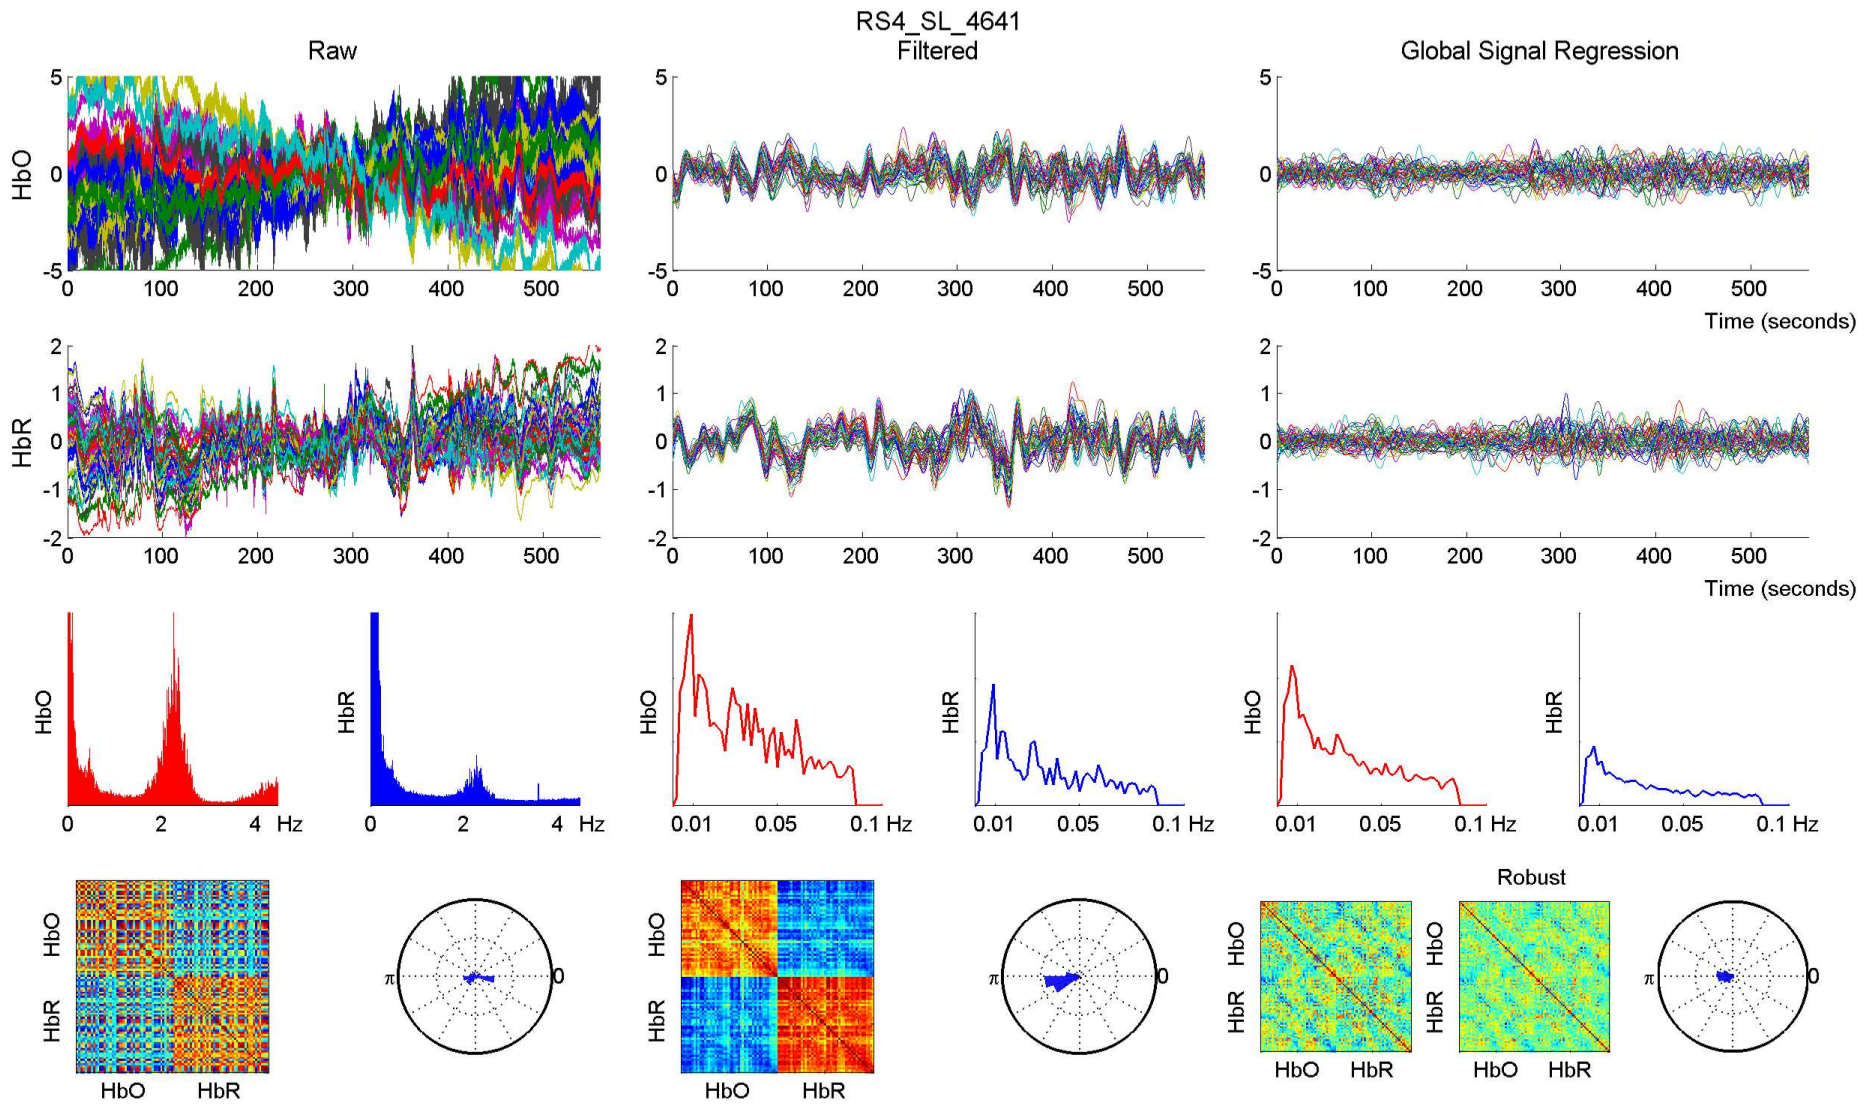 RS4_SL_4641
Raw
Filtered
Global Signal Regression
HbO
5
0
-5
0 100 200 300 400 500
5
0
-5
0 100 200 300 400 500
5
0
-5
0 100 200 300 400 500
Time (seconds)
HbR
2
1
0
-1
-2
0 100 200 300 400 500
2
1
0
-1
-2
0 100 200 300 400 500
2
1
0
-1
-2
0 100 200 300 400 500
Time (seconds)
HbO
0 2 4 Hz
HbR
0 2 4 Hz
HbO
0.01 0.05 0.1 Hz
HbR
0.01 0.05 0.1 Hz
HbO
0.01 0.05 0.1 Hz
HbR
0.01 0.05 0.1 Hz
HbO
HbR
HbO HbR
π 0
HbO
HbR
HbO HbR
π 0
HbO
HbR
HbO HbR
Robust
HbO
HbR
HbO HbR
π 0